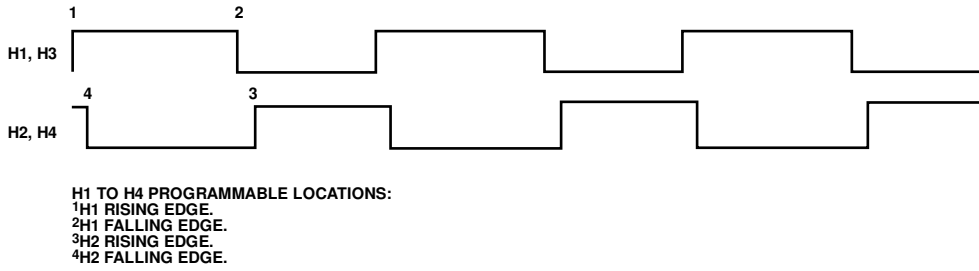 1 2
H1, H3
4 3
H2, H4
H1 TO H4 PROGRAMMABLE LOCATIONS:
1H1 RISING EDGE.
2H1 FALLING EDGE.
3H2 RISING EDGE.
4H2 FALLING EDGE.